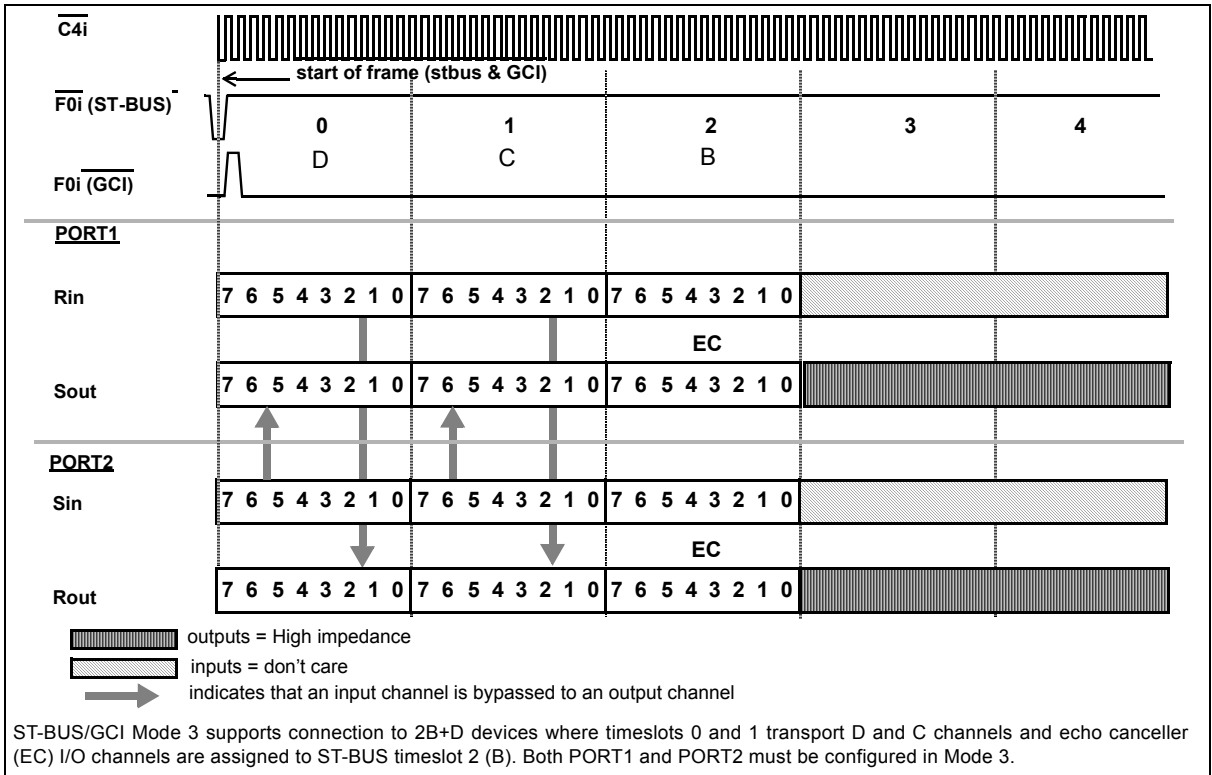 C4i
start of frame (stbus & GCI)
F0i (ST-BUS)
0 1 2 3 4
D C B
F0i (GCI)
PORT1
Rin 7 6 5 4 3 2 1 0 7 6 5 4 3 2 1 0 7 6 5 4 3 2 1 0
EC
Sout 7 6 5 4 3 2 1 0 7 6 5 4 3 2 1 0 7 6 5 4 3 2 1 0
PORT2
Sin 7 6 5 4 3 2 1 0 7 6 5 4 3 2 1 0 7 6 5 4 3 2 1 0
EC
Rout 7 6 5 4 3 2 1 0 7 6 5 4 3 2 1 0 7 6 5 4 3 2 1 0
outputs = High impedance
inputs = don't care
indicates that an input channel is bypassed to an output channel
ST-BUS/GCI Mode 3 supports connection to 2B+D devices where timeslots 0 and 1 transport D and C channels and echo canceller
(EC) I/O channels are assigned to ST-BUS timeslot 2 (B). Both PORT1 and PORT2 must be configured in Mode 3.